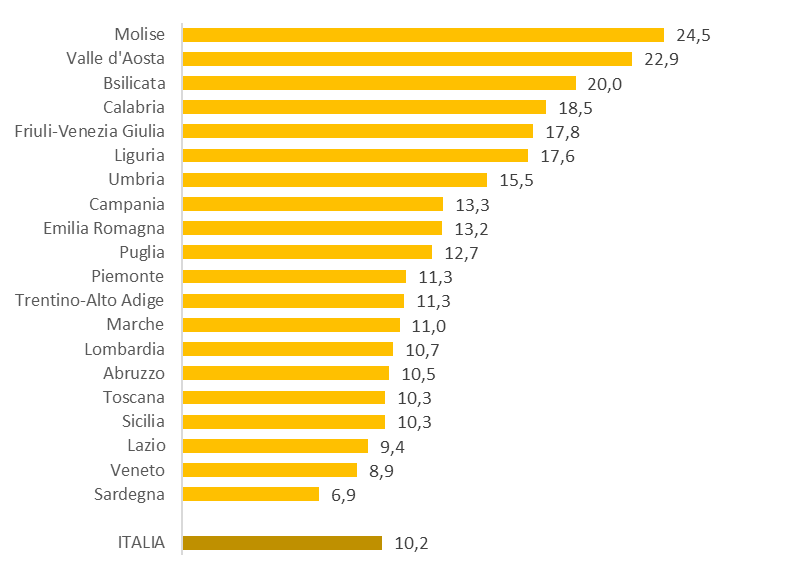 Molise 24,5
Valle d'Aosta 22,9
Bsilicata 20,0
Calabria 18,5
Friuli-Venezia Giulia 17,8
Liguria 17,6
Umbria 15,5
Campania 13,3
Emilia Romagna 13,2
Puglia 12,7
Piemonte 11,3
Trentino-Alto Adige 11,3
Marche 11,0
Lombardia 10,7
Abruzzo 10,5
Toscana 10,3
Sicilia 10,3
Lazio 9,4
Veneto 8,9
Sardegna 6,9
ITALIA 10,2